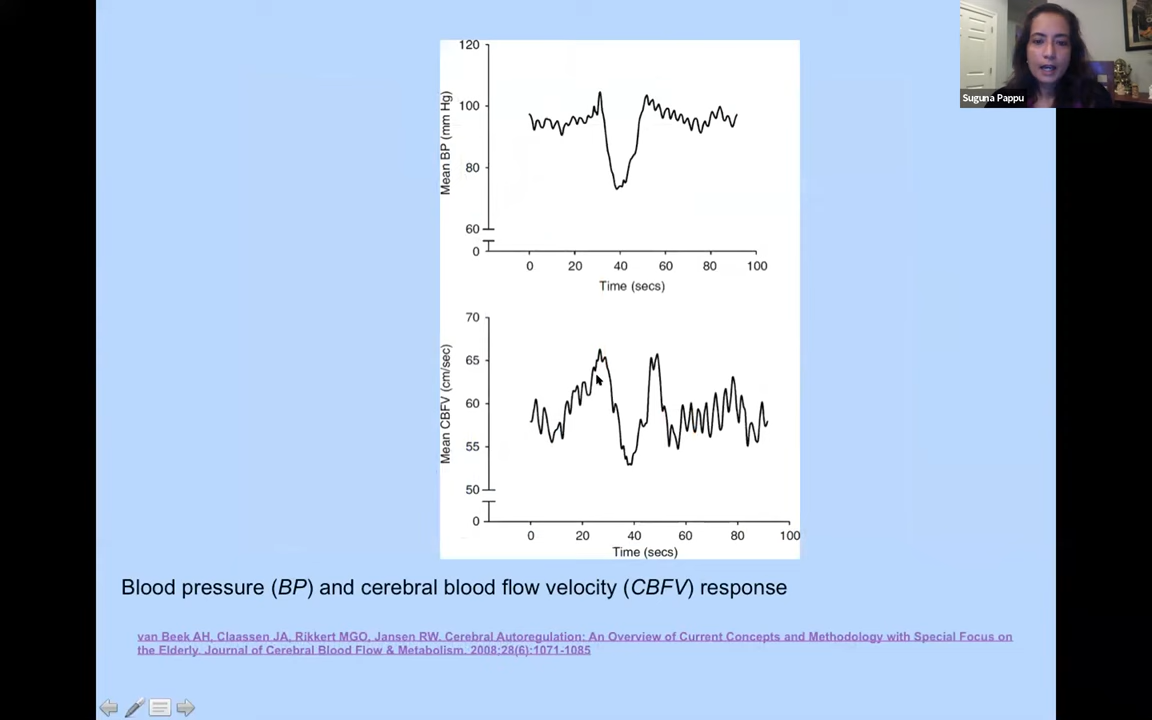 Suguna Pappu
120
100
80
60
0
Mean BP (mm Hg)
0 20 40 60 80 100
Time (secs)
70
65
60
55
50
0
Mean CBFV (cm/sec)
0 20 40 60 80 100
Time (secs)
Blood pressure (BP) and cerebral blood flow velocity (CBFV) response
van Beek AH, Claassen JA, Rikkert MGO, Jansen RW. Cerebral Autoregulation: An Overview of Current Concepts and Methodology with Special Focus on
the Elderly. Journal of Cerebral Blood Flow & Metabolism. 2008;28(6):1071-1085